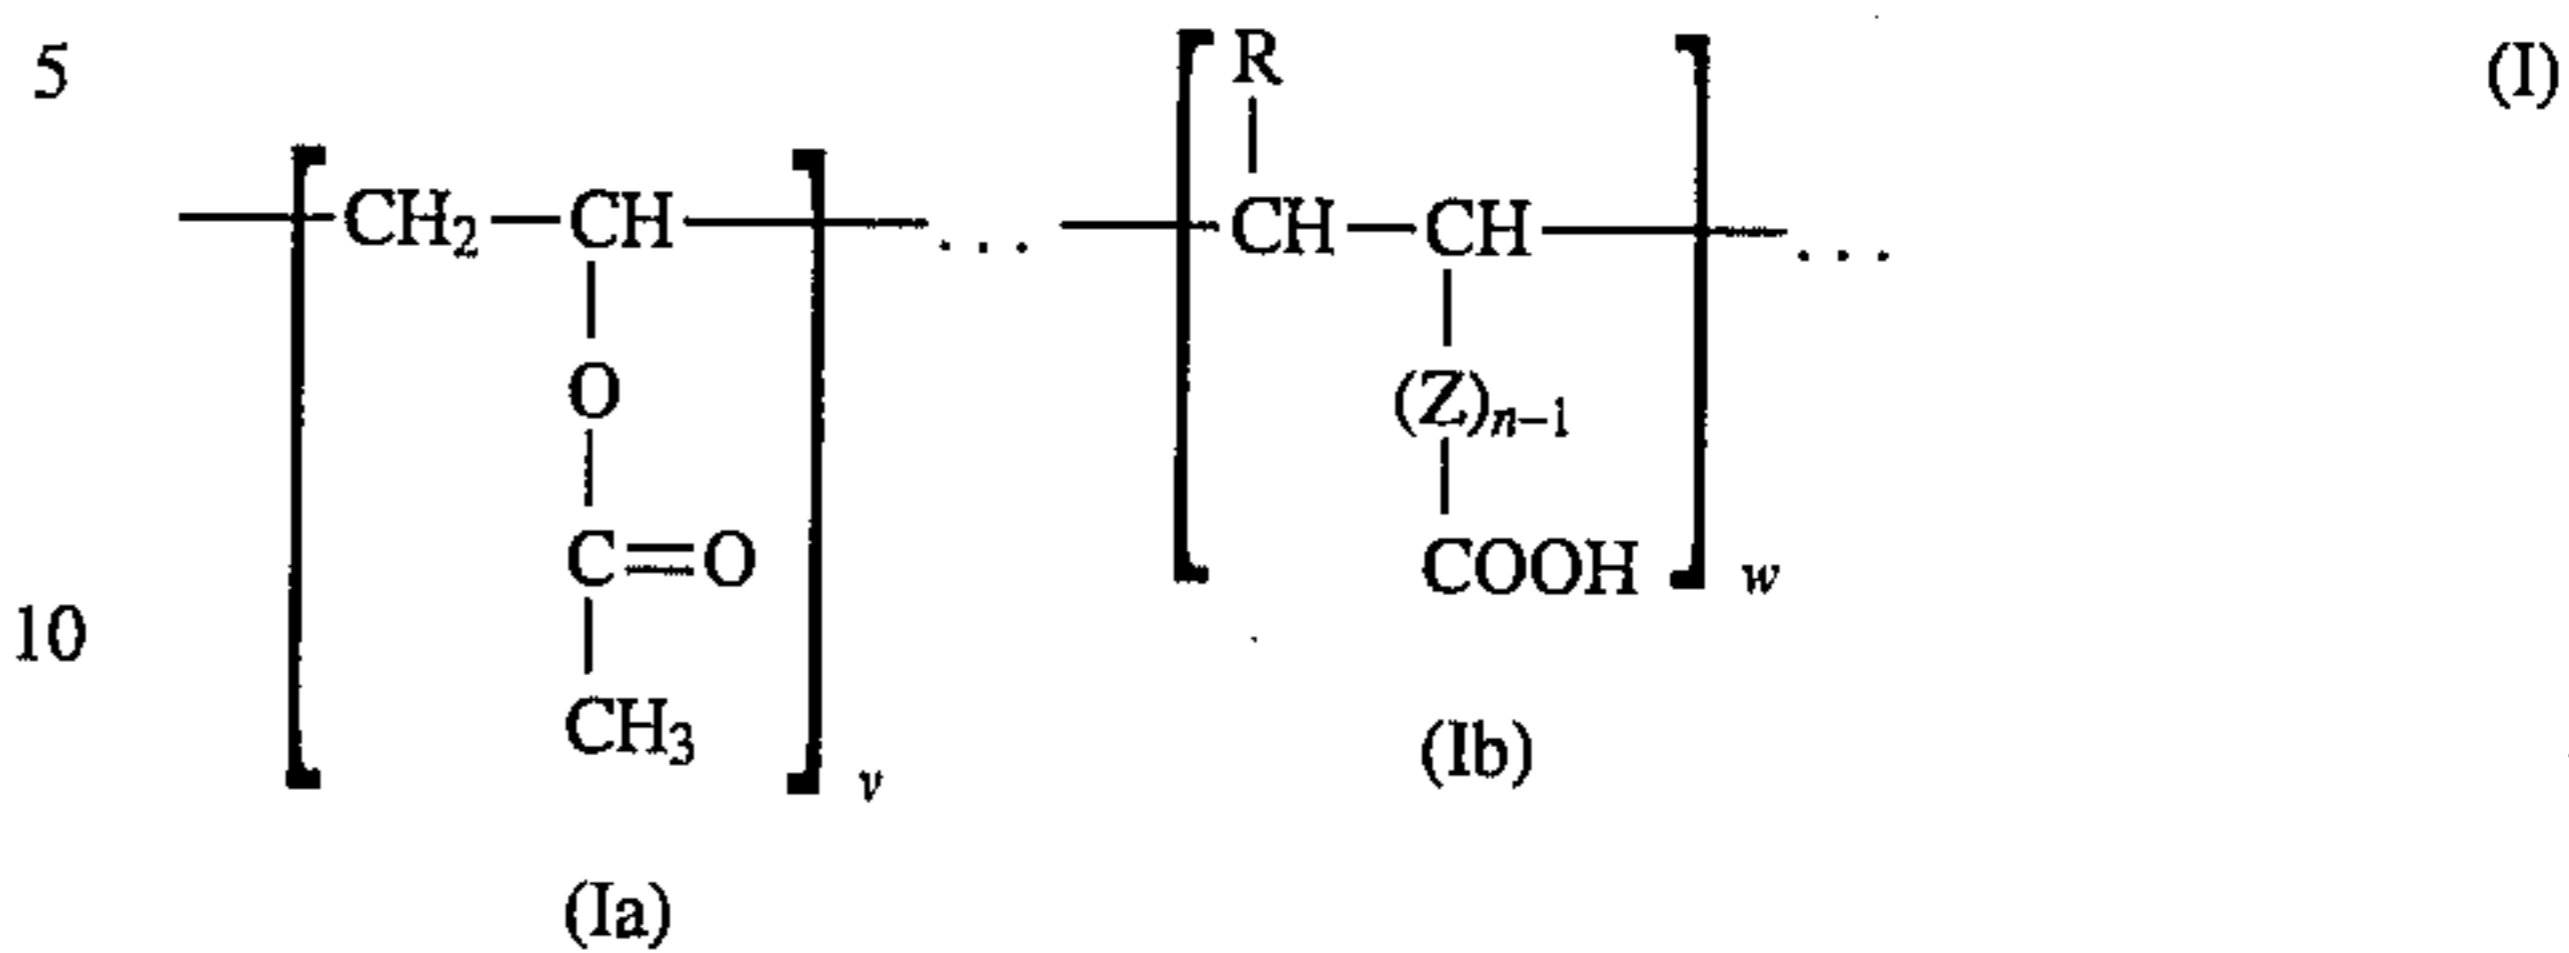 5 R (I)
CH2—CH— ... —CH—CH— ...
O (Z)n−1
C=O COOH w
10
CH3 v (Ib)
(Ia)